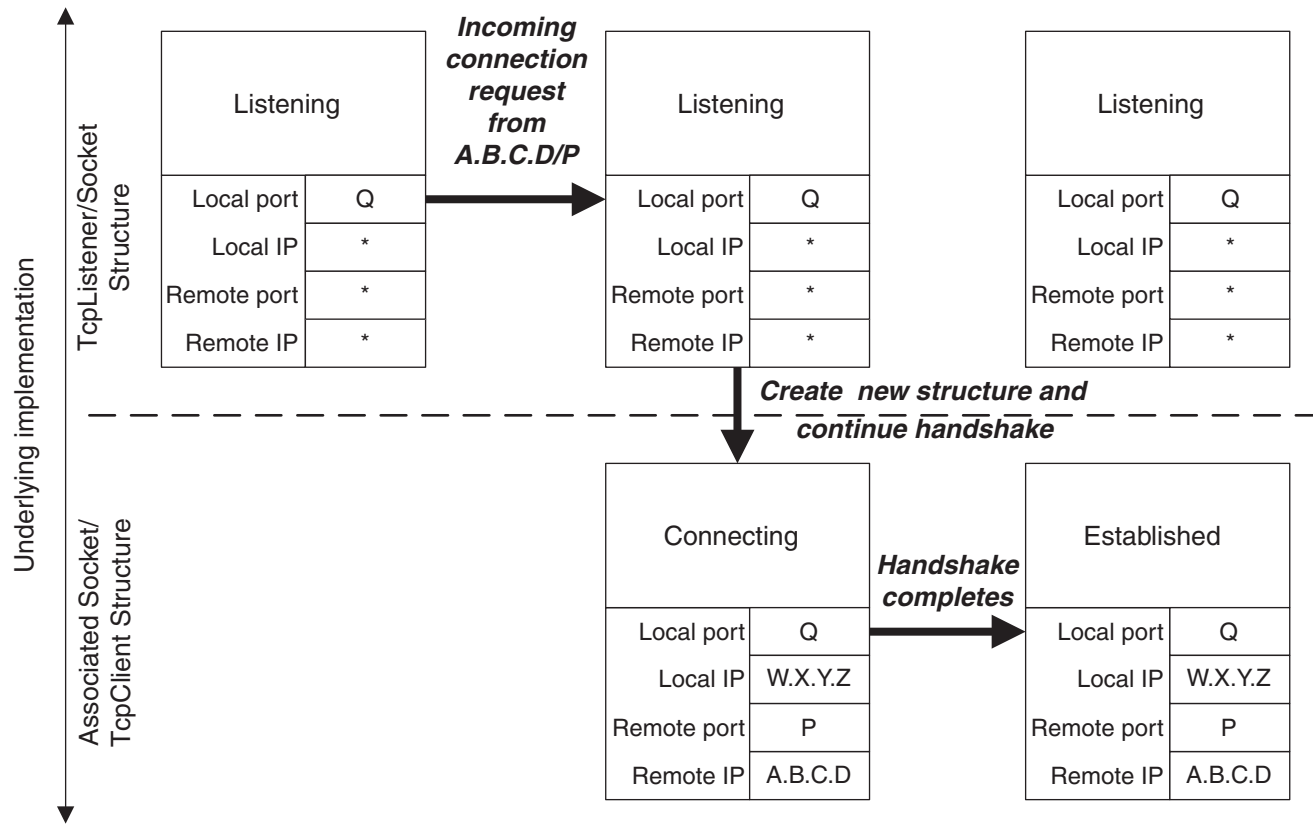 Underlying implementation
TcpListener/Socket
Structure
Listening
Local port Q
Local IP *
Remote port *
Remote IP *
Incoming
connection
request
from
A.B.C.D/P
Listening
Local port Q
Local IP *
Remote port *
Remote IP *
Listening
Local port Q
Local IP *
Remote port *
Remote IP *
Create new structure and
continue handshake
Associated Socket/
TcpClient Structure
Connecting
Local port Q
Local IP W.X.Y.Z
Remote port P
Remote IP A.B.C.D
Handshake
completes
Established
Local port Q
Local IP W.X.Y.Z
Remote port P
Remote IP A.B.C.D